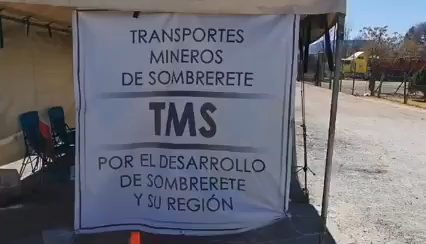 TRANSPORTES
MINEROS
DE SOMBRERETE
TMS
POR EL DESARROLLO
DE SOMBRERETE
Y SU REGIÓN